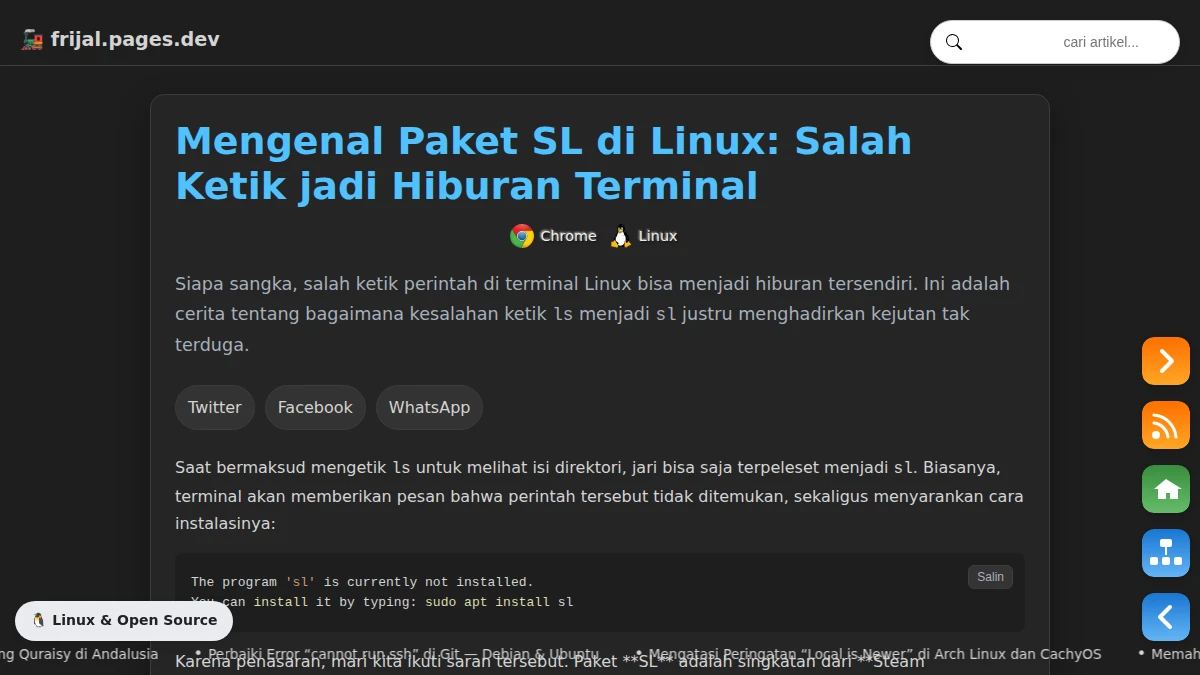 frijal.pages.dev
cari artikel...
Mengenal Paket SL di Linux: Salah
Ketik jadi Hiburan Terminal
Chrome Linux
Siapa sangka, salah ketik perintah di terminal Linux bisa menjadi hiburan tersendiri. Ini adalah
cerita tentang bagaimana kesalahan ketik ls menjadi sl justru menghadirkan kejutan tak
terduga.
Twitter Facebook WhatsApp
Saat bermaksud mengetik ls untuk melihat isi direktori, jari bisa saja terpeleset menjadi sl. Biasanya,
terminal akan memberikan pesan bahwa perintah tersebut tidak ditemukan, sekaligus menyarankan cara
instalasinya:
The program 'sl' is currently not installed.
You can install it by typing: sudo apt install sl
Salin
Linux & Open Source
ng Quraisy di Andalusia • Perbaiki Error “cannot run ssh” di Git — Debian & Ubuntu • Mengatasi Peringatan “Local is Newer” di Arch Linux dan CachyOS • Memah
Karena penasaran, mari kita ikuti saran tersebut. Paket **SL** adalah singkatan dari **Steam